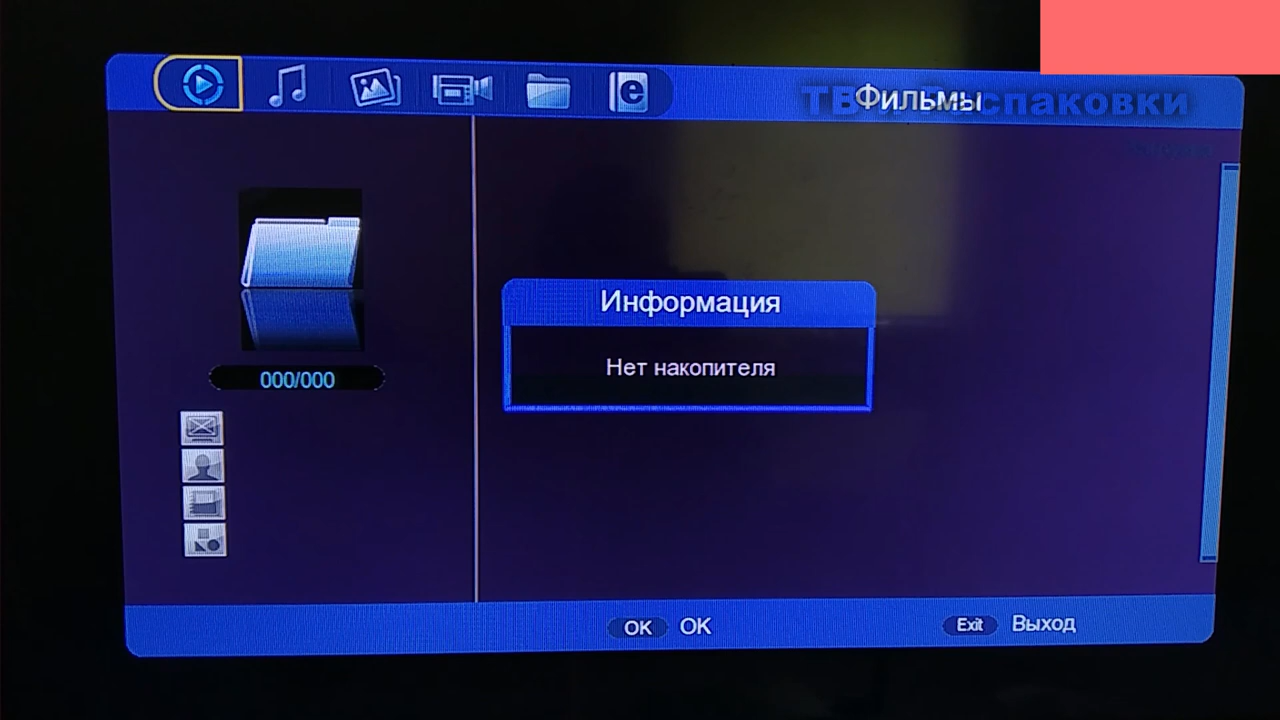 Фильмы
ТВ и Распаковки
Информация
Нет накопителя
000/000
OK OK
Exit Выход